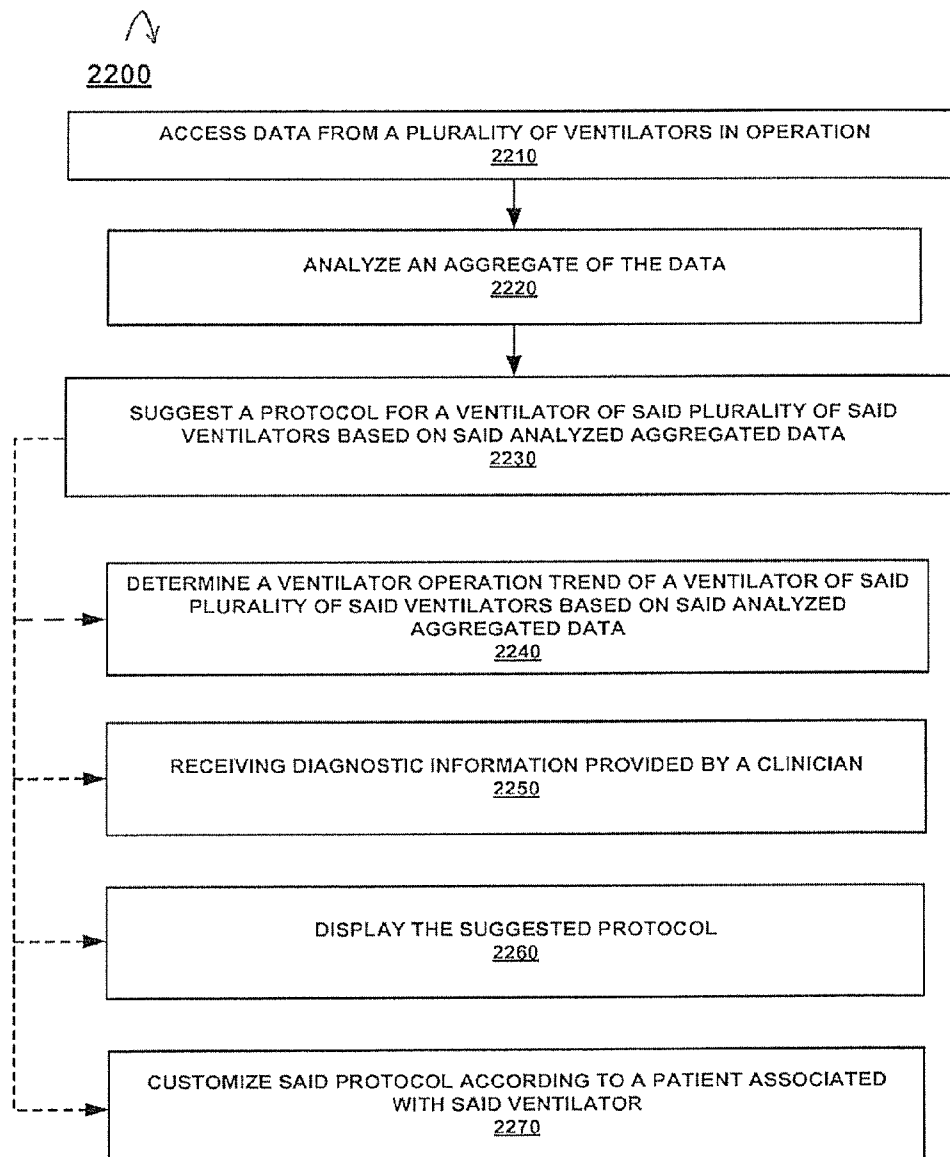 2200
ACCESS DATA FROM A PLURALITY OF VENTILATORS IN OPERATION
2210
ANALYZE AN AGGREGATE OF THE DATA
2220
SUGGEST A PROTOCOL FOR A VENTILATOR OF SAID PLURALITY OF SAID
VENTILATORS BASED ON SAID ANALYZED AGGREGATED DATA
2230
DETERMINE A VENTILATOR OPERATION TREND OF A VENTILATOR OF SAID
PLURALITY OF SAID VENTILATORS BASED ON SAID ANALYZED
AGGREGATED DATA
2240
RECEIVING DIAGNOSTIC INFORMATION PROVIDED BY A CLINICIAN
2250
DISPLAY THE SUGGESTED PROTOCOL
2260
CUSTOMIZE SAID PROTOCOL ACCORDING TO A PATIENT ASSOCIATED
WITH SAID VENTILATOR
2270